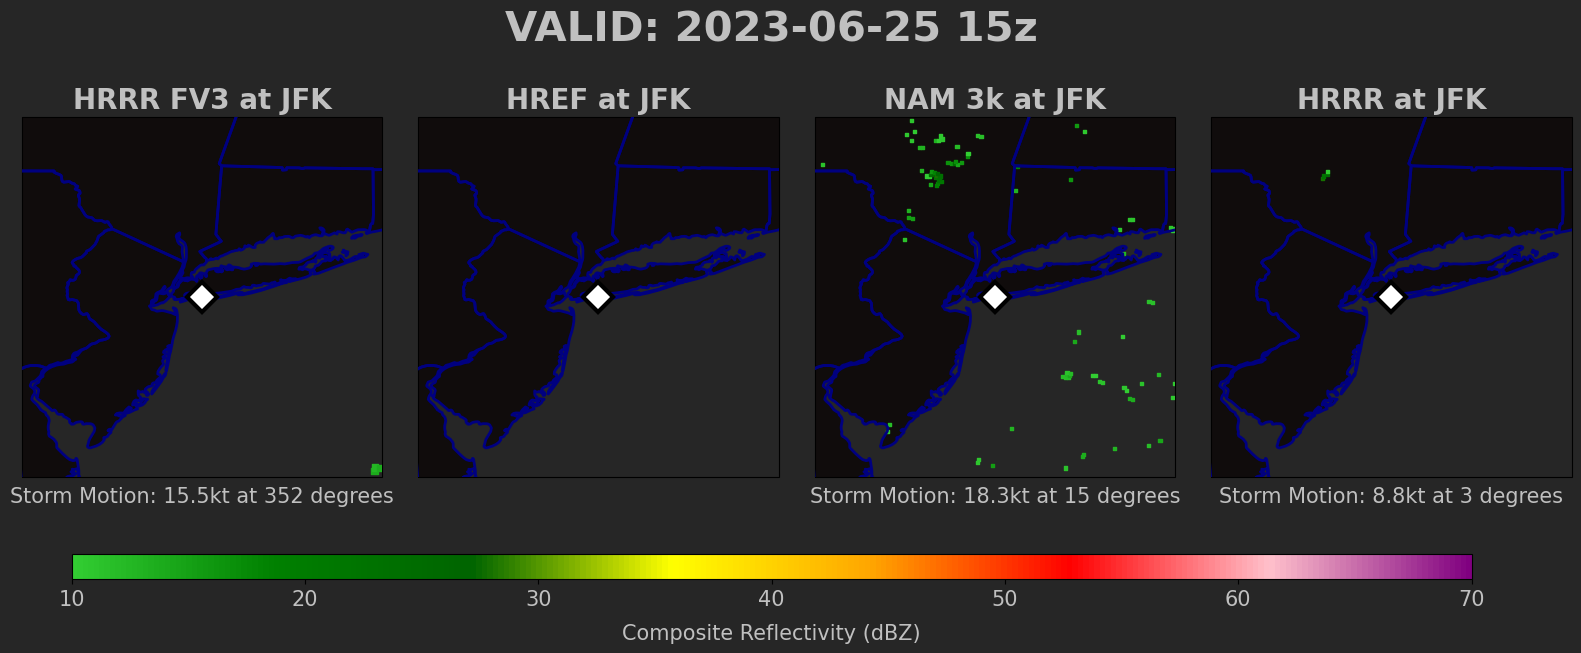 VALID: 2023-06-25 15z
HRRR FV3 at JFK
HREF at JFK
NAM 3k at JFK
HRRR at JFK
Storm Motion: 15.5kt at 352 degrees
Storm Motion: 18.3kt at 15 degrees
Storm Motion: 8.8kt at 3 degrees
10 20 30 40 50 60 70
Composite Reflectivity (dBZ)